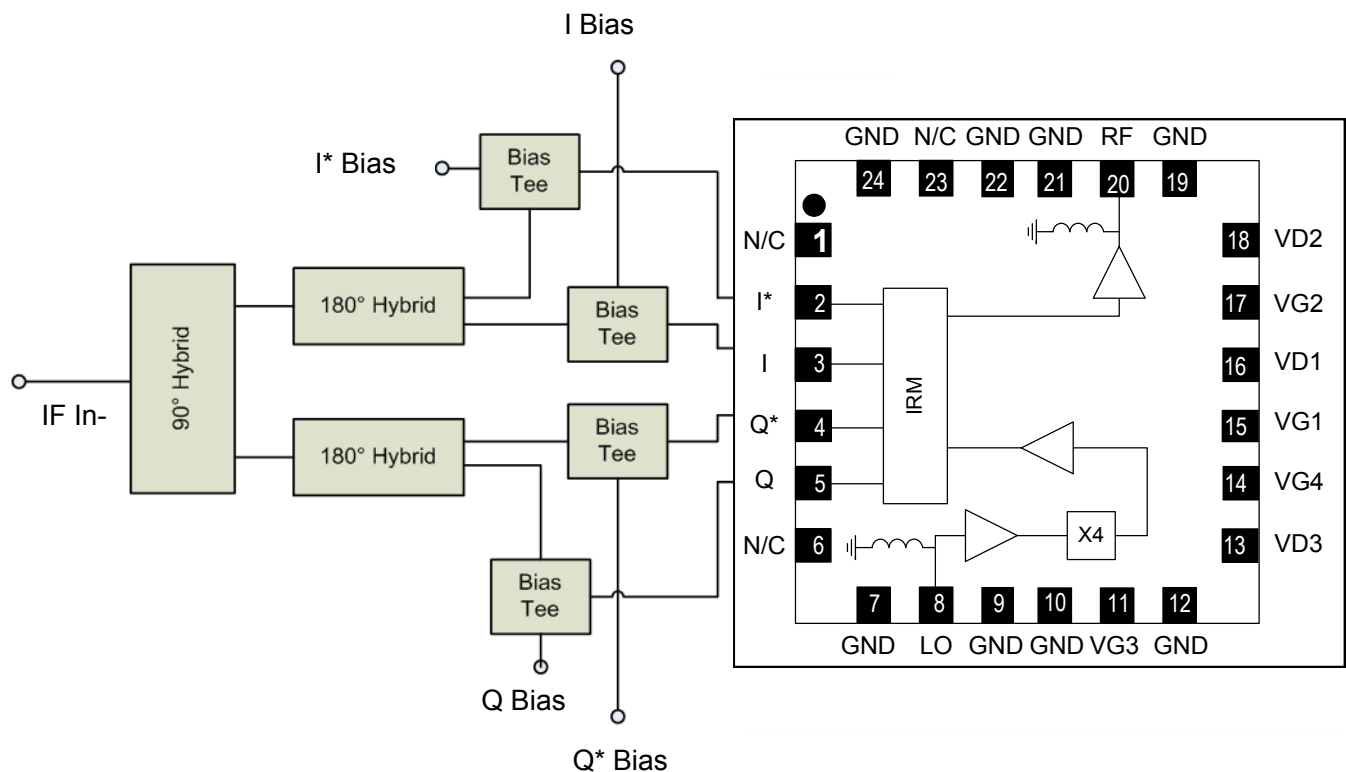 I Bias
I* Bias
Bias
Tee
Bias
Tee
180° Hybrid
90° Hybrid
IF In-
180° Hybrid
Bias
Tee
Bias
Tee
Q Bias
Q* Bias
GND N/C GND GND RF GND
24 23 22 21 20 19
N/C 1
I* 2
I 3
Q* 4
Q 5
N/C 6
IRM
X4
18 VD2
17 VG2
16 VD1
15 VG1
14 VG4
13 VD3
7 8 9 10 11 12
GND LO GND GND VG3 GND